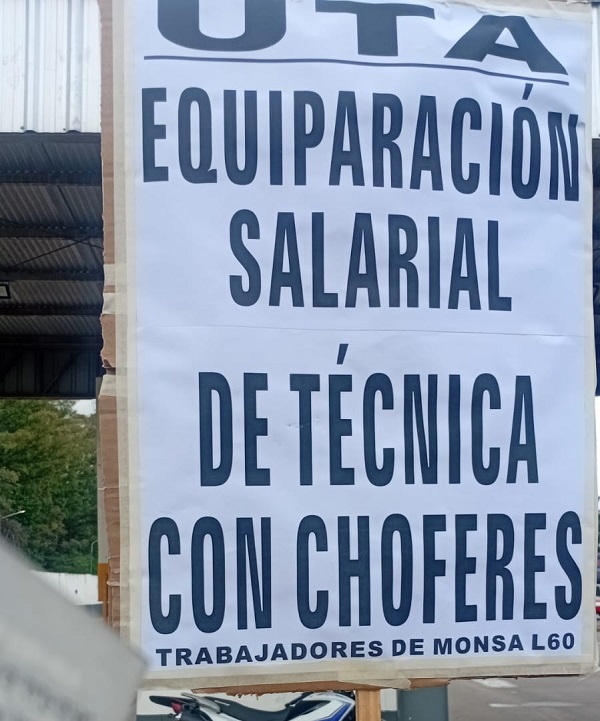 UTA
EQUIPARACIÓN
SALARIAL
DE TÉCNICA
CON CHOFERES
TRABAJADORES DE MONSA L60